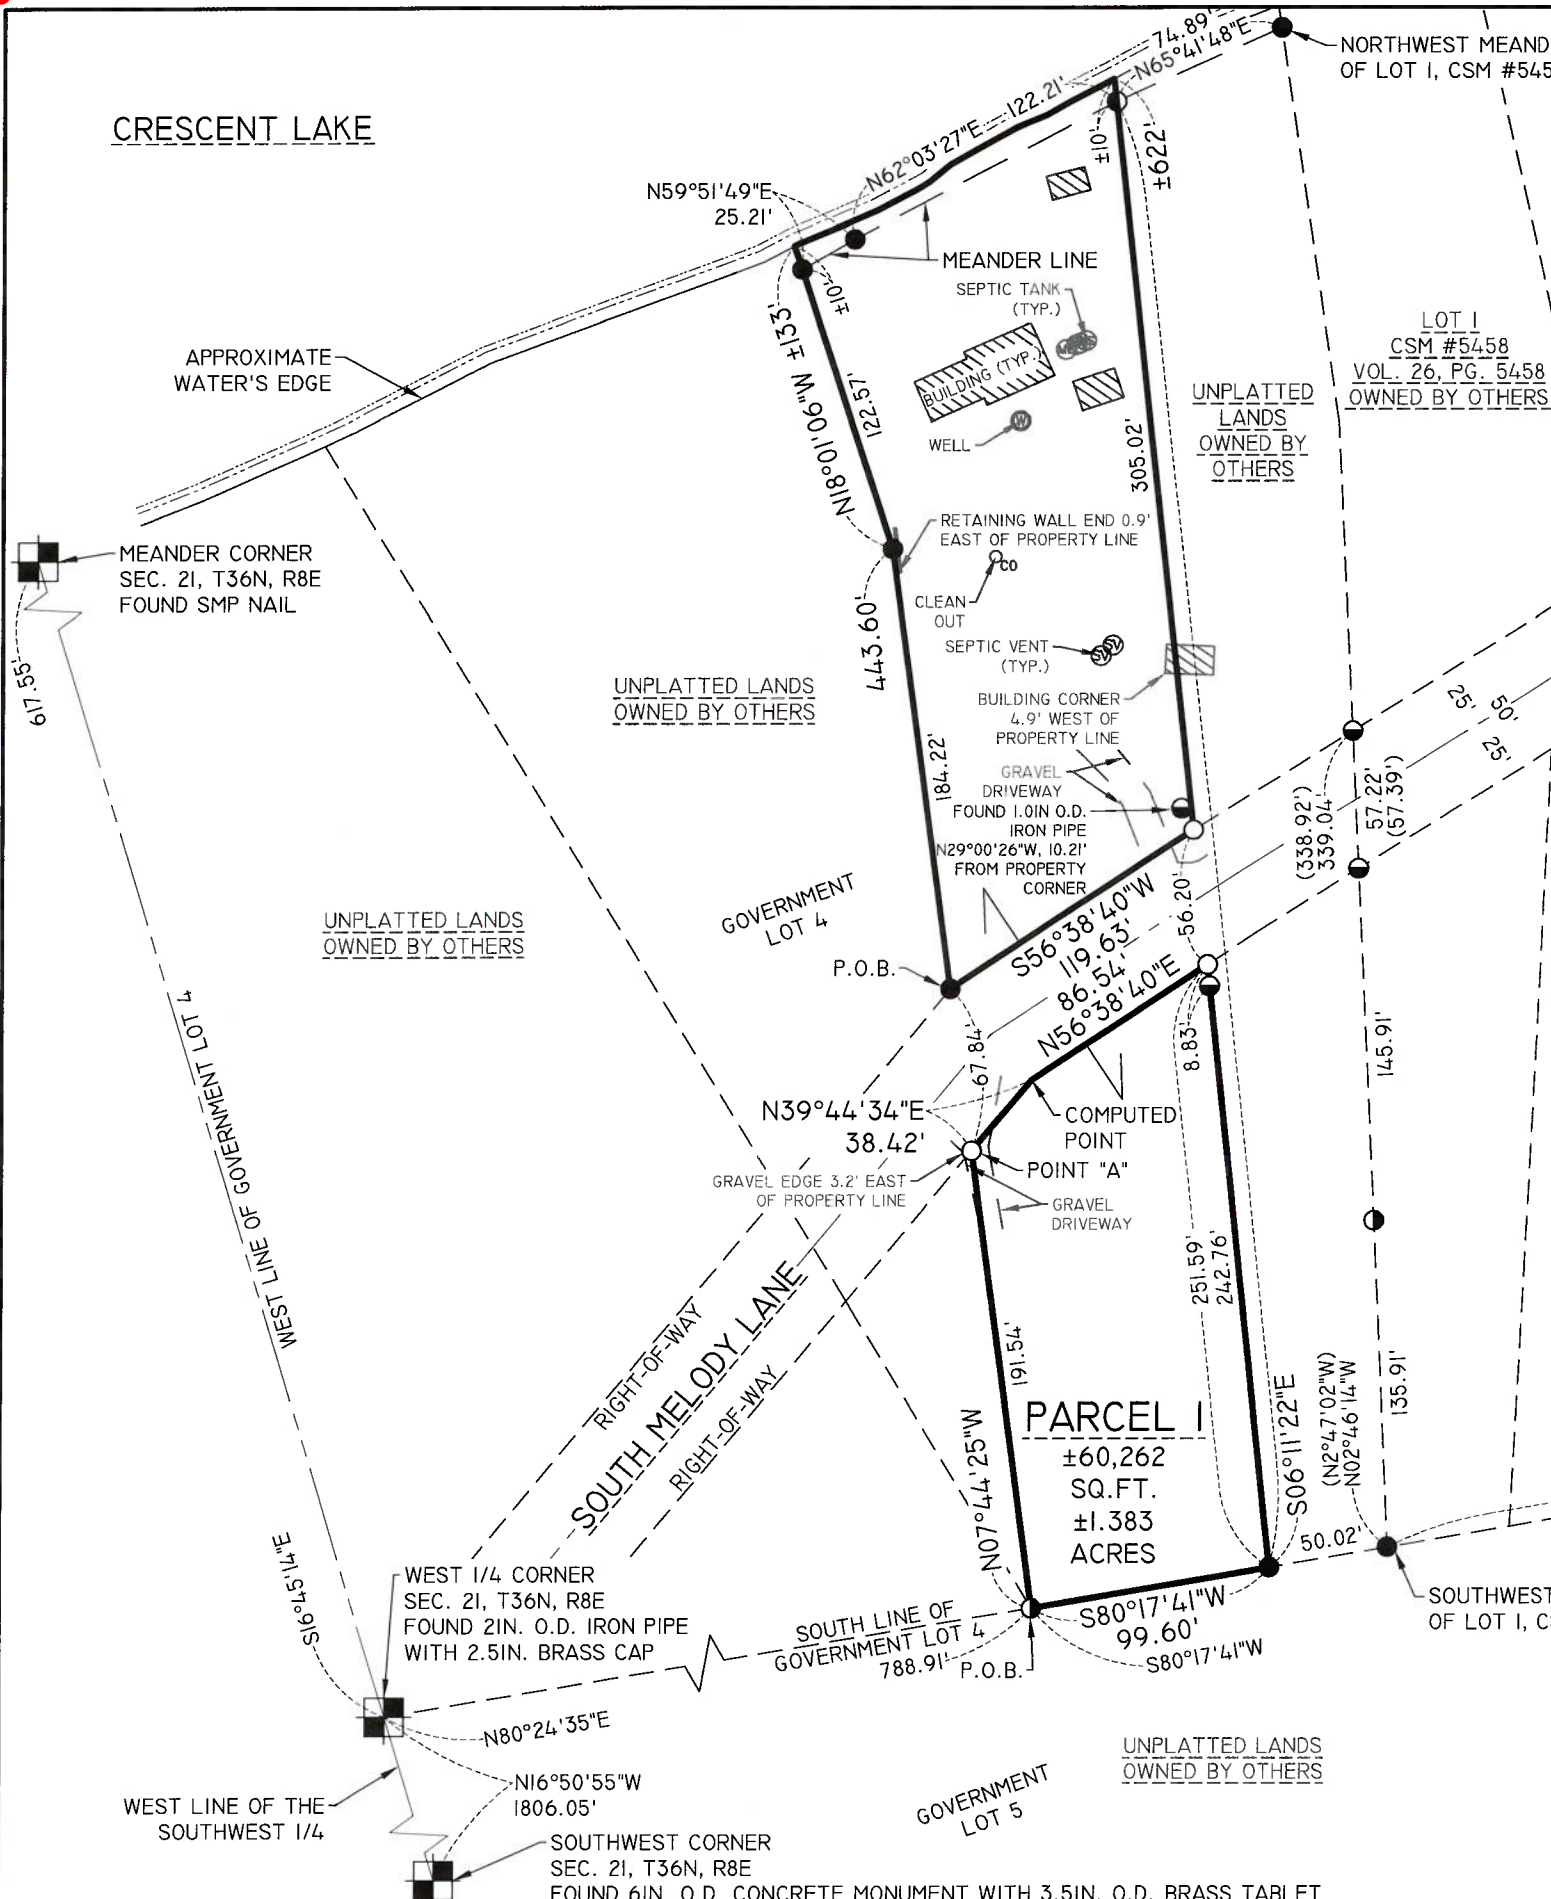 74.89'
N65°41'48"E
NORTHWEST MEAND
OF LOT 1, CSM #545
CRESCENT LAKE
122.21'
N62°03'27"E
±10'
±622'
N59°51'49"E
25.21'
MEANDER LINE
SEPTIC TANK
(TYP.)
±10'
N18°01'06"W ±133'
122.57'
APPROXIMATE
WATER'S EDGE
BUILDING (TYP.)
WELL
W
305.02'
LOT 1
CSM #5458
VOL. 26, PG. 5458
OWNED BY OTHERS
UNPLATTED
LANDS
OWNED BY
OTHERS
RETAINING WALL END 0.9'
EAST OF PROPERTY LINE
MEANDER CORNER
SEC. 21, T36N, R8E
FOUND SMP NAIL
617.55'
CO
CLEAN
OUT
443.60'
SEPTIC VENT
(TYP.)
UNPLATTED LANDS
OWNED BY OTHERS
BUILDING CORNER
4.9' WEST OF
PROPERTY LINE
25'
50'
25'
184.22'
GRAVEL
DRIVEWAY
FOUND 1.0IN O.D.
IRON PIPE
N29°00'26"W, 10.21'
FROM PROPERTY
CORNER
(338.92')
339.04'
57.22'
(57.39')
GOVERNMENT
LOT 4
UNPLATTED LANDS
OWNED BY OTHERS
P.O.B.
56.20'
S56°38'40"W
119.63'
86.54'
N56°38'40"E
67.84'
8.83'
145.91'
WEST LINE OF GOVERNMENT LOT 4
N39°44'34"E
38.42'
COMPUTED
POINT
POINT "A"
GRAVEL EDGE 3.2' EAST
OF PROPERTY LINE
GRAVEL
DRIVEWAY
251.59'
242.76'
RIGHT-OF-WAY
SOUTH MELODY LANE
RIGHT-OF-WAY
191.54'
N07°44'25"W
PARCEL 1
±60,262
SQ.FT.
±1.383
ACRES
S06°11'22"E
(N2°47'02"W)
N02°46'14"W
135.91'
50.02'
S16°45'14"E
WEST 1/4 CORNER
SEC. 21, T36N, R8E
FOUND 2IN. O.D. IRON PIPE
WITH 2.5IN. BRASS CAP
SOUTH LINE OF
GOVERNMENT LOT 4
788.91'
P.O.B.
S80°17'41"W
99.60'
S80°17'41"W
SOUTHWEST
OF LOT 1, C
N80°24'35"E
N16°50'55"W
1806.05'
UNPLATTED LANDS
OWNED BY OTHERS
GOVERNMENT
LOT 5
WEST LINE OF THE
SOUTHWEST 1/4
SOUTHWEST CORNER
SEC. 21, T36N, R8E
FOUND 6IN. O.D. CONCRETE MONUMENT WITH 3.5IN. O.D. BRASS TABLET